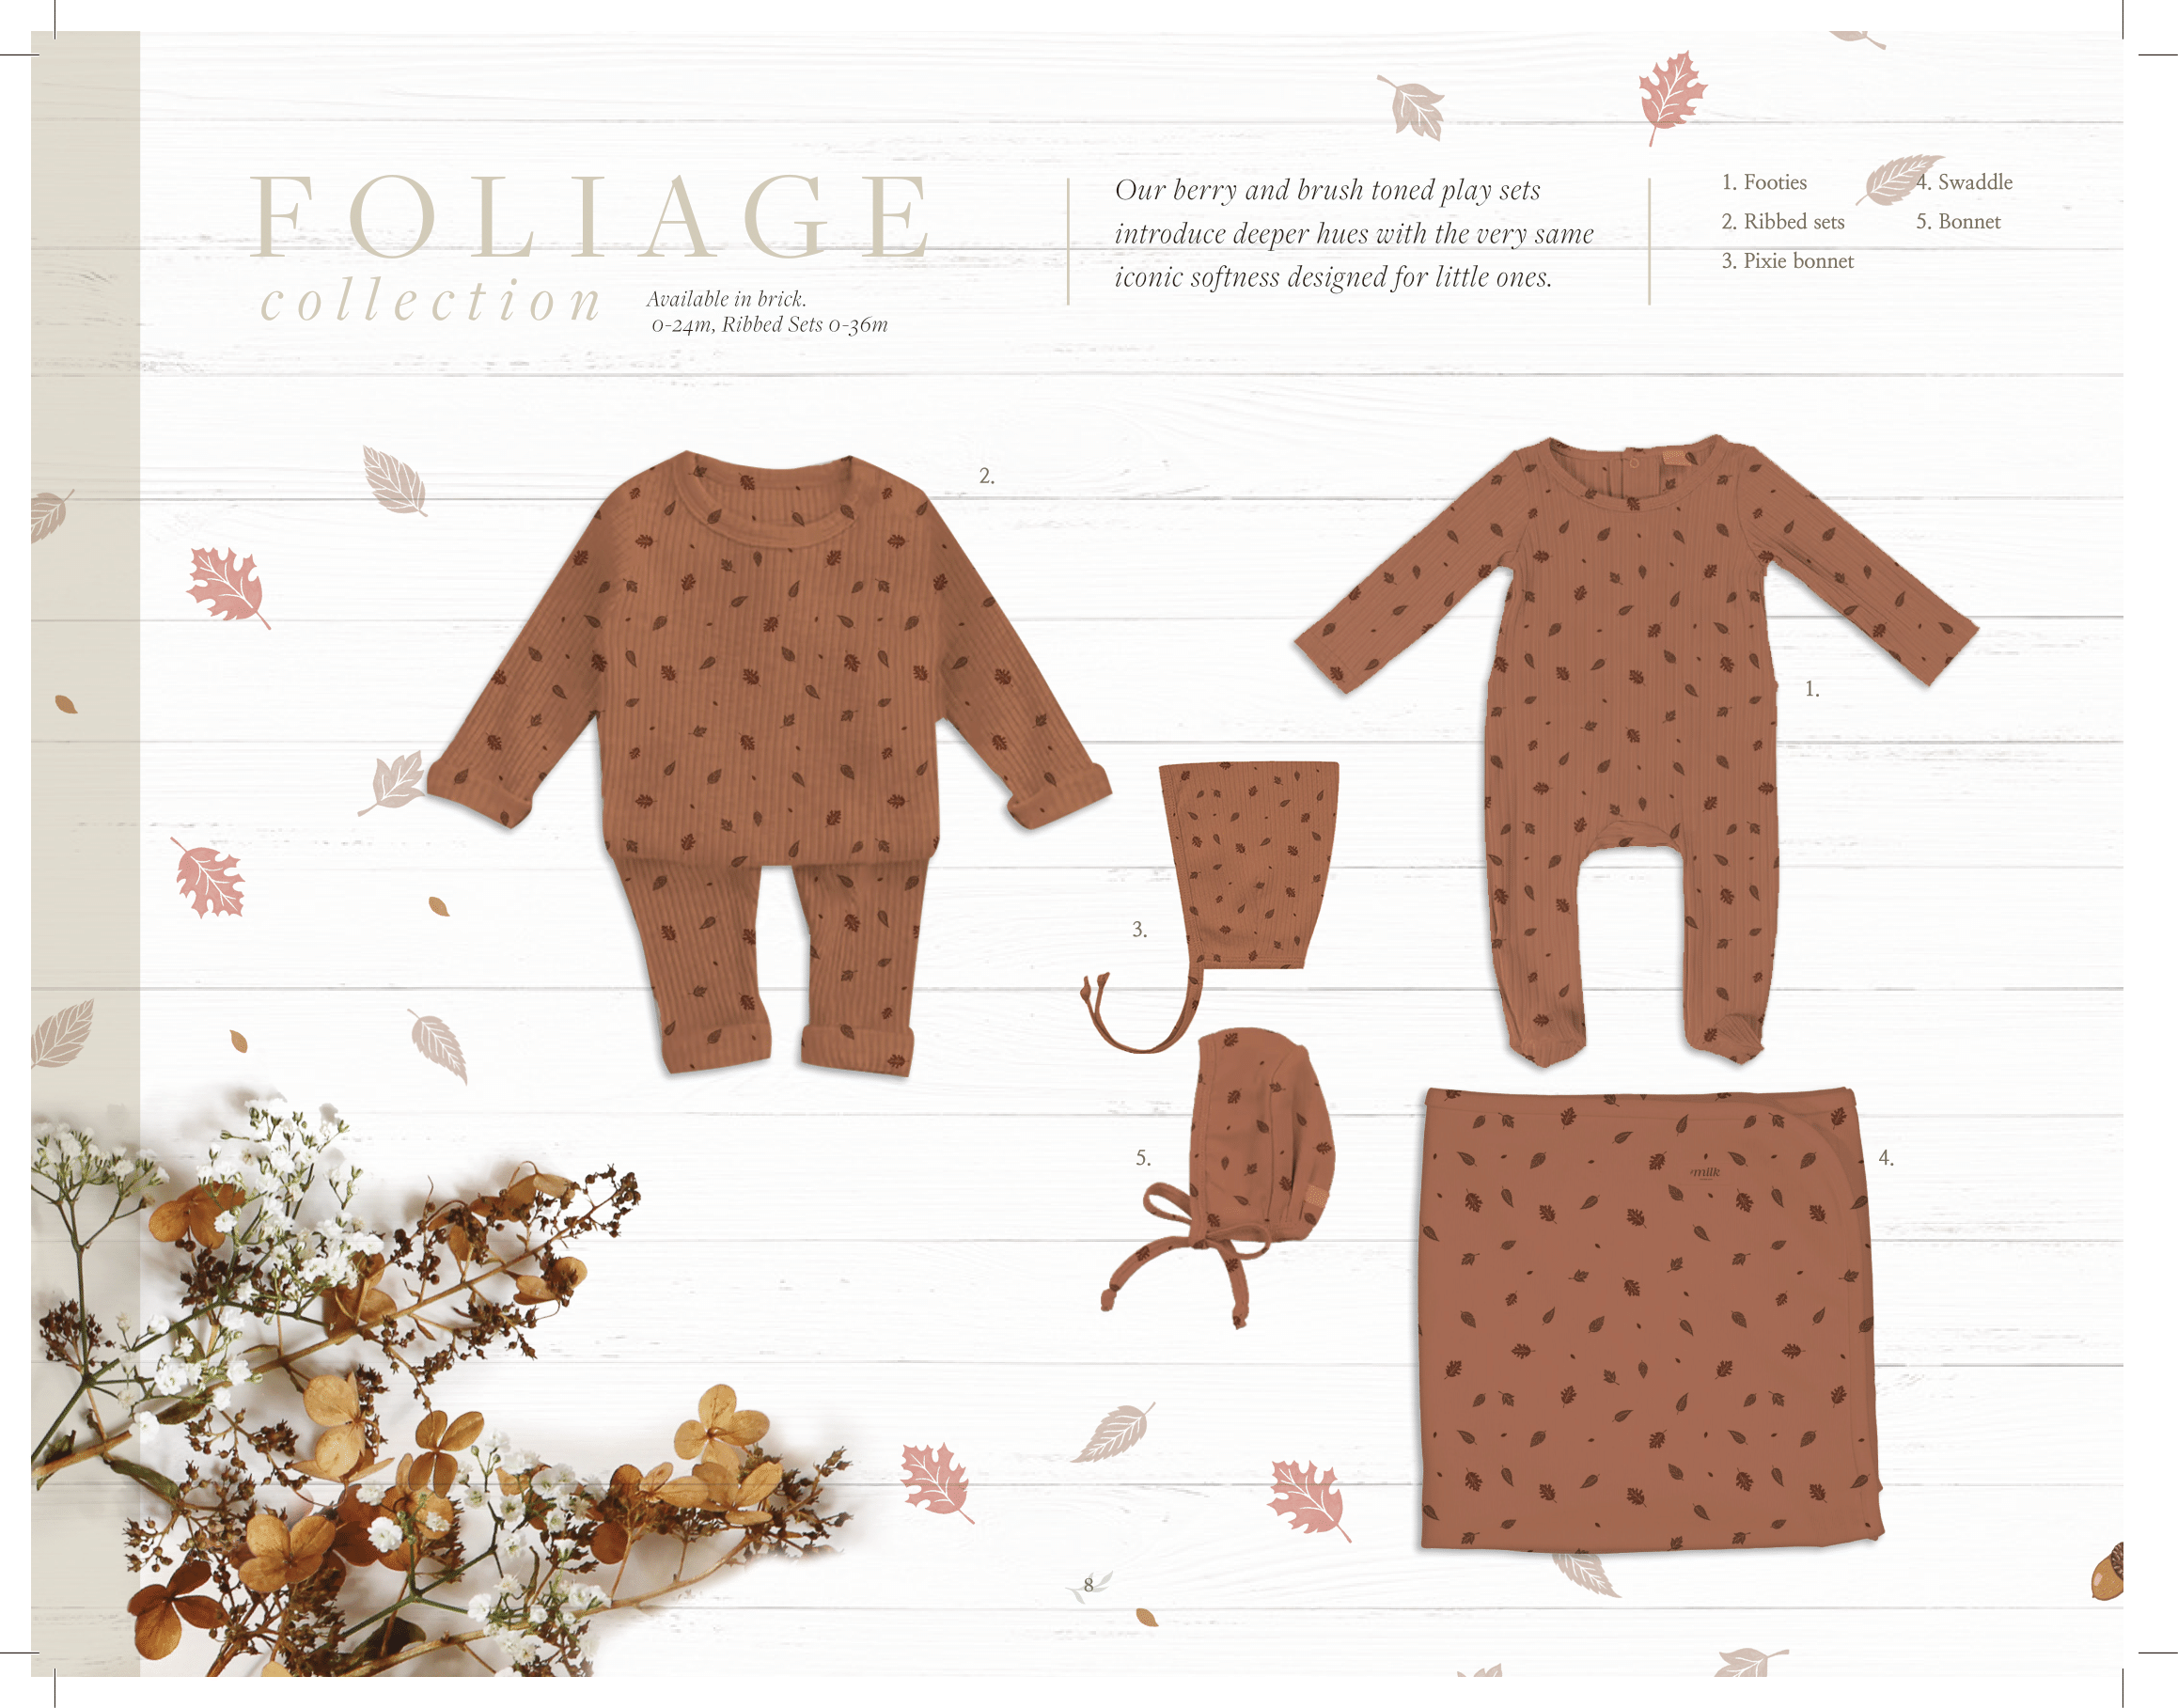 FOLIAGE
collection
Available in brick.
0-24m, Ribbed Sets 0-36m
Our berry and brush toned play sets
introduce deeper hues with the very same
iconic softness designed for little ones.
1. Footies
2. Ribbed sets
3. Pixie bonnet
4. Swaddle
5. Bonnet
2.
1.
3.
5.
4.
milk
8